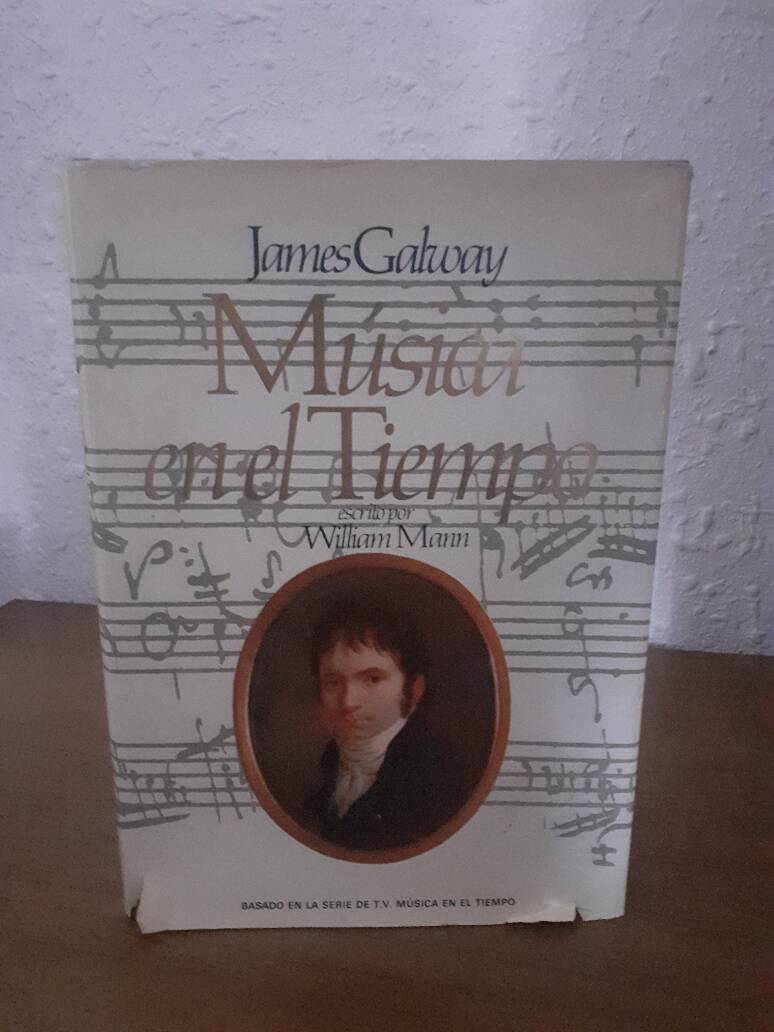 James Galway
Música
en el Tiempo
escrito por
William Mann
BASADO EN LA SERIE DE T.V. MÚSICA EN EL TIEMPO